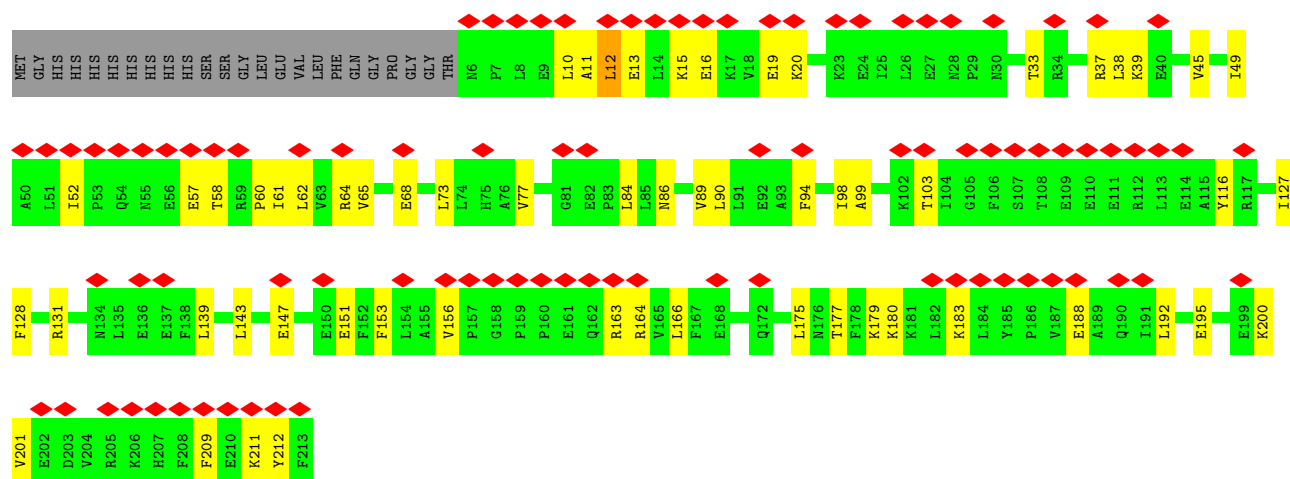 MET GLY HIS HIS HIS HIS HIS HIS HIS HIS SER SER GLY LEU GLU VAL LEU PHE GLN GLY PRO GLY GLY THR N6 P7 L8 E9 L10 A11 L12 E13 L14 K15 E16 K17 V18 E19 K20 K23 E24 I25 L26 E27 N28 P29 N30 T33 R34 R37 L38 K39 E40 V45 I49
A50 L51 I52 P53 Q54 N55 E56 E57 T58 R59 P60 I61 L62 V63 R64 V65 E68 L73 L74 H75 A76 V77 G81 E82 P83 L84 L85 N86 V89 L90 L91 E92 A93 F94 I98 A99 K102 T103 I104 G105 F106 S107 T108 E109 E110 E111 R112 L113 E114 A115 Y116 R117 I127
F128 R131 N134 L135 E136 E137 F138 L139 L143 E147 E150 E151 F152 F153 L154 A155 V156 P157 G158 P159 P160 E161 Q162 R163 R164 V165 L166 F167 E168 Q172 L175 N176 T177 F178 K179 K180 K181 L182 K183 L184 Y185 P186 V187 E188 A189 Q190 I191 L192 E195 E199 K200
V201 E202 D203 V204 R205 K206 H207 F208 F209 E210 K211 Y212 F213